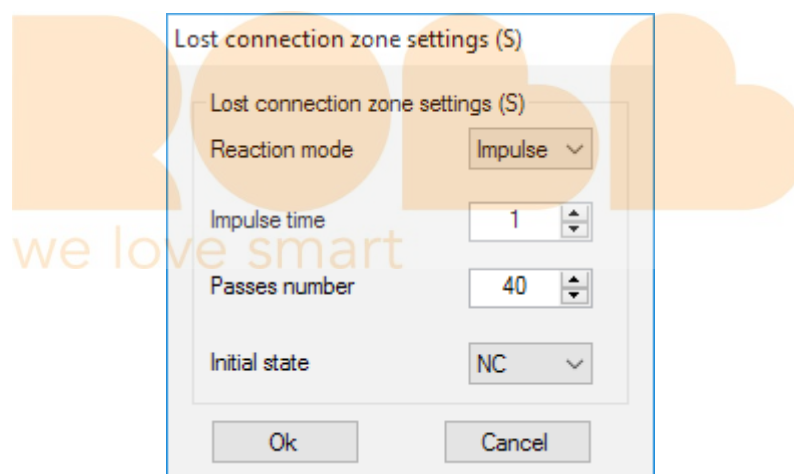 Lost connection zone settings (S)
Lost connection zone settings (S)
Reaction mode Impulse
Impulse time 1
Passes number 40
Initial state NC
Ok Cancel
ROBB
we love smart